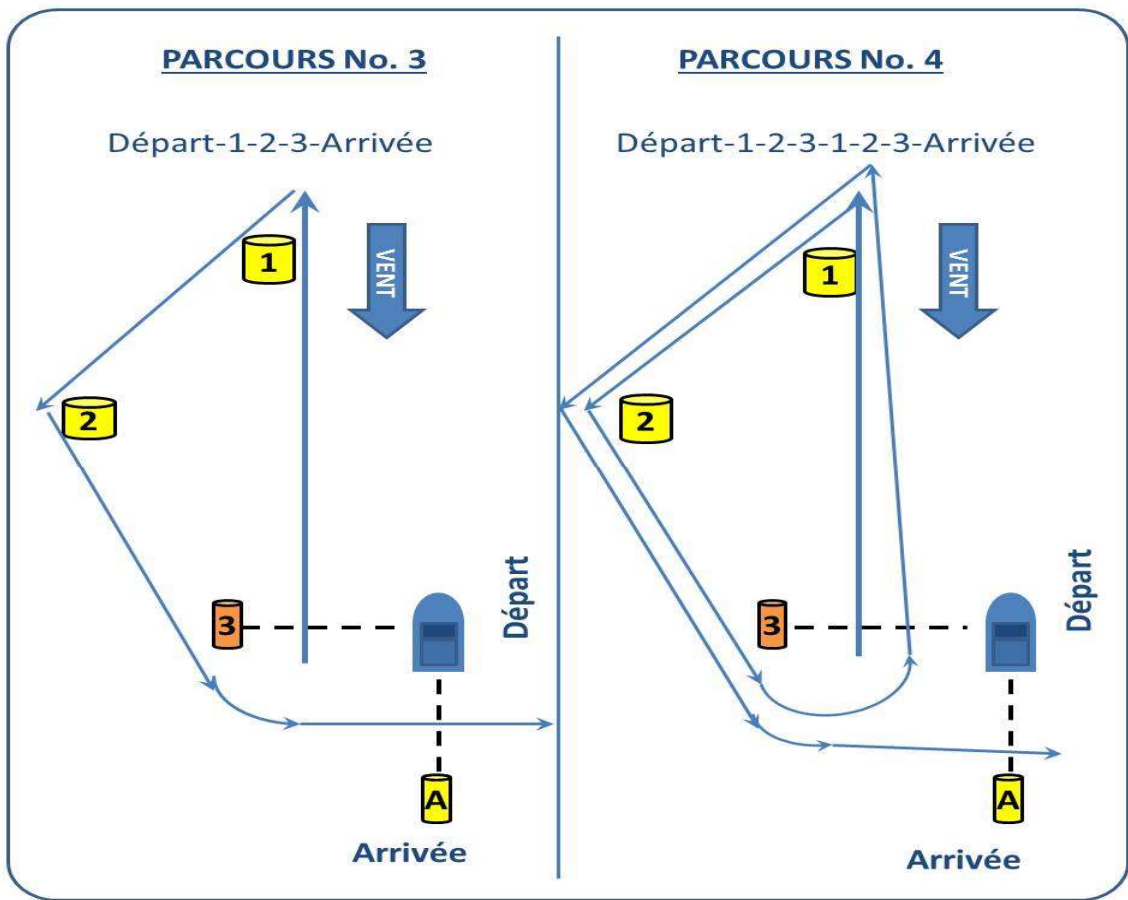 PARCOURS No. 3
Départ-1-2-3-Arrivée
1
VENT
2
3
Départ
A
Arrivée
PARCOURS No. 4
Départ-1-2-3-1-2-3-Arrivée
1
VENT
2
3
Départ
A
Arrivée